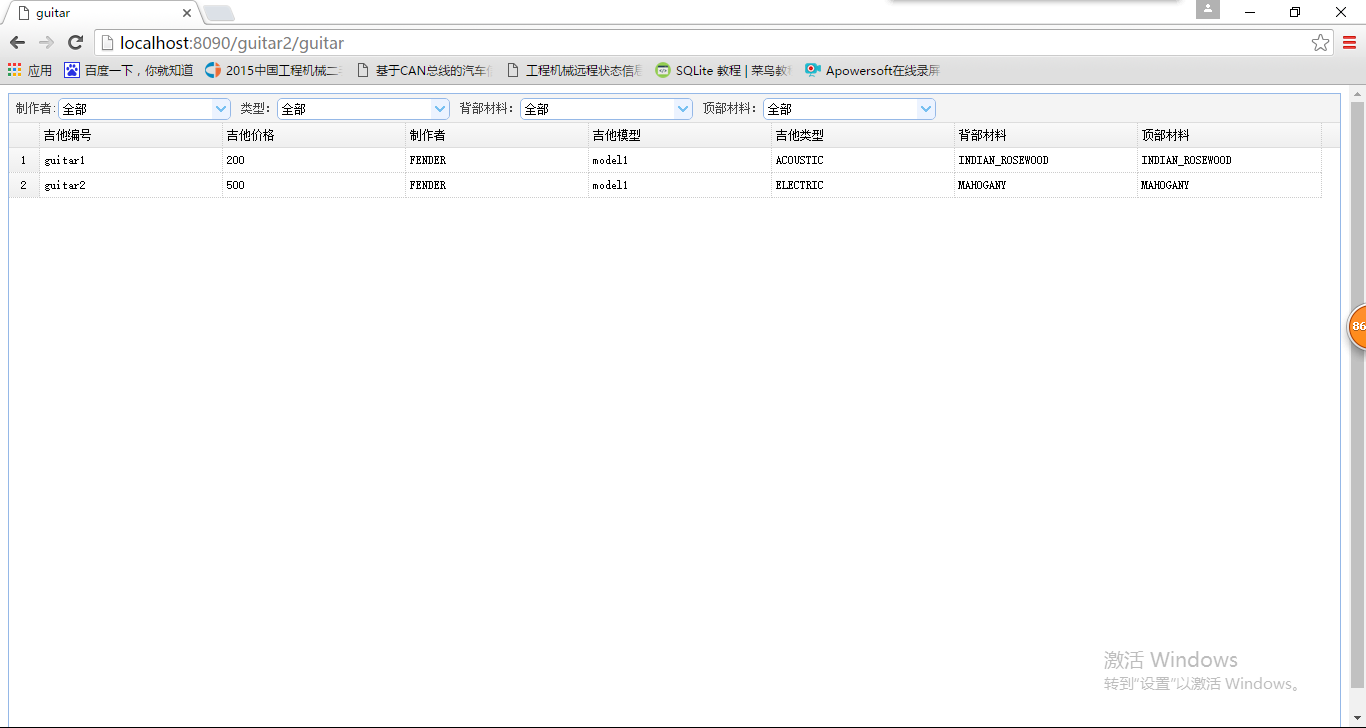 guitar
localhost:8090/guitar2/guitar
应用 百度一下，你就知道 2015中国工程机械二 基于CAN总线的汽车 工程机械远程状态信息 SQLite 教程 | 菜鸟教 Apowersoft在线录屏
制作者: 全部 类型: 全部 背部材料: 全部 顶部材料: 全部
吉他编号 吉他价格 制作者 吉他模型 吉他类型 背部材料 顶部材料
1 guitar1 200 FENDER model1 ACOUSTIC INDIAN_ROSEWOOD INDIAN_ROSEWOOD
2 guitar2 500 FENDER model1 ELECTRIC MAHOGANY MAHOGANY
86
激活 Windows
转到“设置”以激活 Windows。